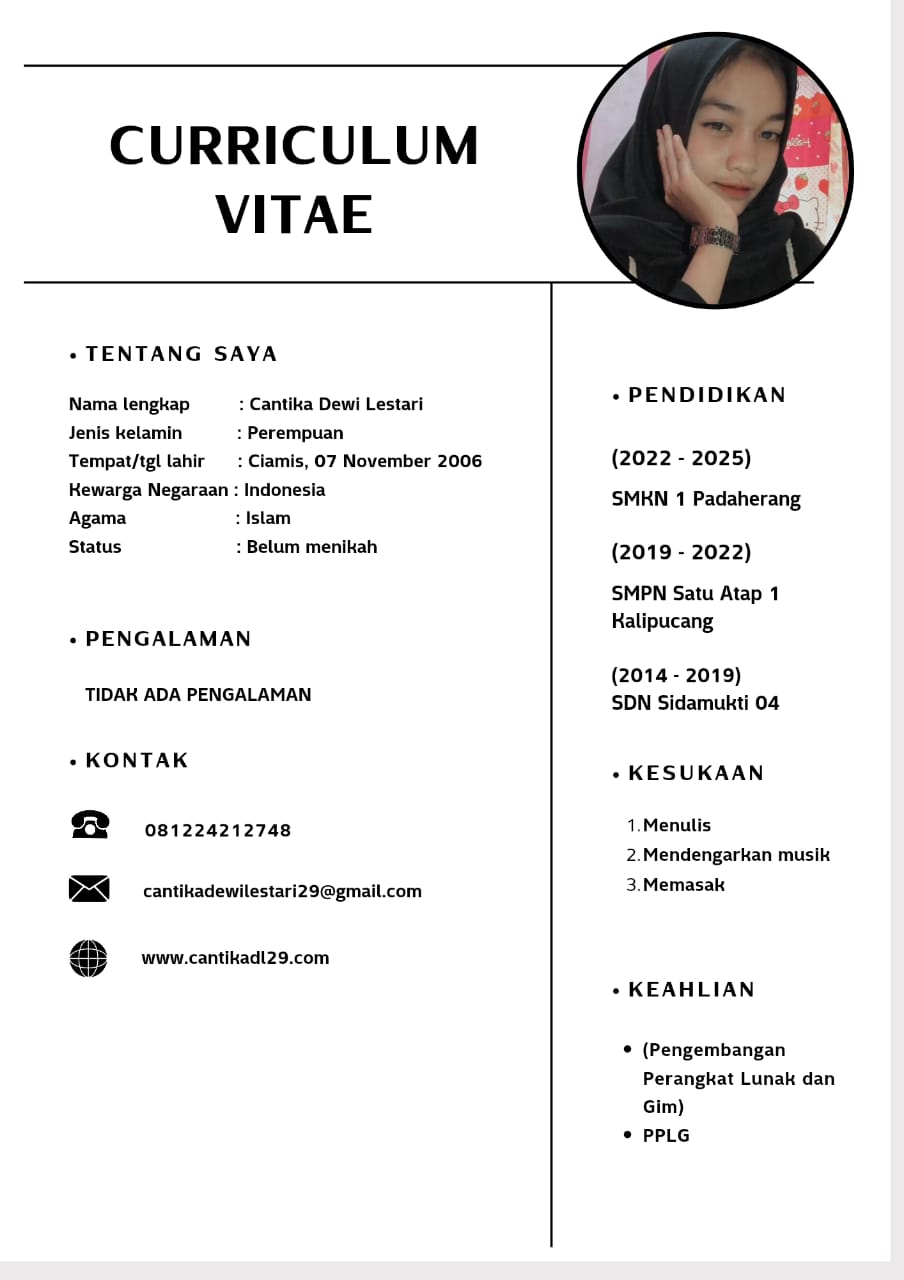 CURRICULUM
VITAE
• TENTANG SAYA
Nama lengkap : Cantika Dewi Lestari
Jenis kelamin : Perempuan
Tempat/tgl lahir : Ciamis, 07 November 2006
Kewarga Negaraan : Indonesia
Agama : Islam
Status : Belum menikah
• PENGALAMAN
TIDAK ADA PENGALAMAN
• KONTAK
081224212748
cantikadewilestari29@gmail.com
www.cantikadl29.com
• PENDIDIKAN
(2022 - 2025)
SMKN 1 Padaherang
(2019 - 2022)
SMPN Satu Atap 1
Kalipucang
(2014 - 2019)
SDN Sidamukti 04
• KESUKAAN
1. Menulis
2. Mendengarkan musik
3. Memasak
• KEAHLIAN
• (Pengembangan
Perangkat Lunak dan
Gim)
• PPLG